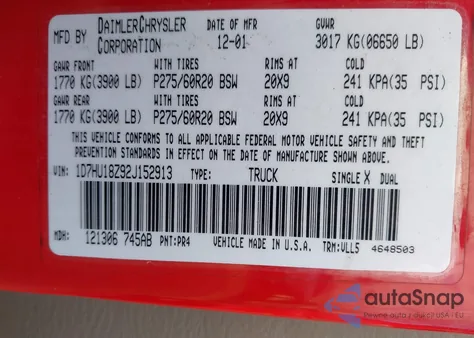 MFD BY DAIMLERCHRYSLER CORPORATION DATE OF MFR 12-01 GVWR 3017 KG(06650 LB)
GAWR FRONT WITH TIRES RIMS AT COLD
1770 KG(3900 LB) P275/60R20 BSW 20X9 241 KPA(35 PSI)
GAWR REAR WITH TIRES RIMS AT COLD
1770 KG(3900 LB) P275/60R20 BSW 20X9 241 KPA(35 PSI)
THIS VEHICLE CONFORMS TO ALL APPLICABLE FEDERAL MOTOR VEHICLE SAFETY AND THEFT
PREVENTION STANDARDS IN EFFECT ON THE DATE OF MANUFACTURE SHOWN ABOVE.
VIN: 1D7HU18Z92J152913 TYPE: TRUCK SINGLE X DUAL
MDH: 121306 745AB PNT:PR4 VEHICLE MADE IN U.S.A. TRM:VLL5 4648503
autoSnap